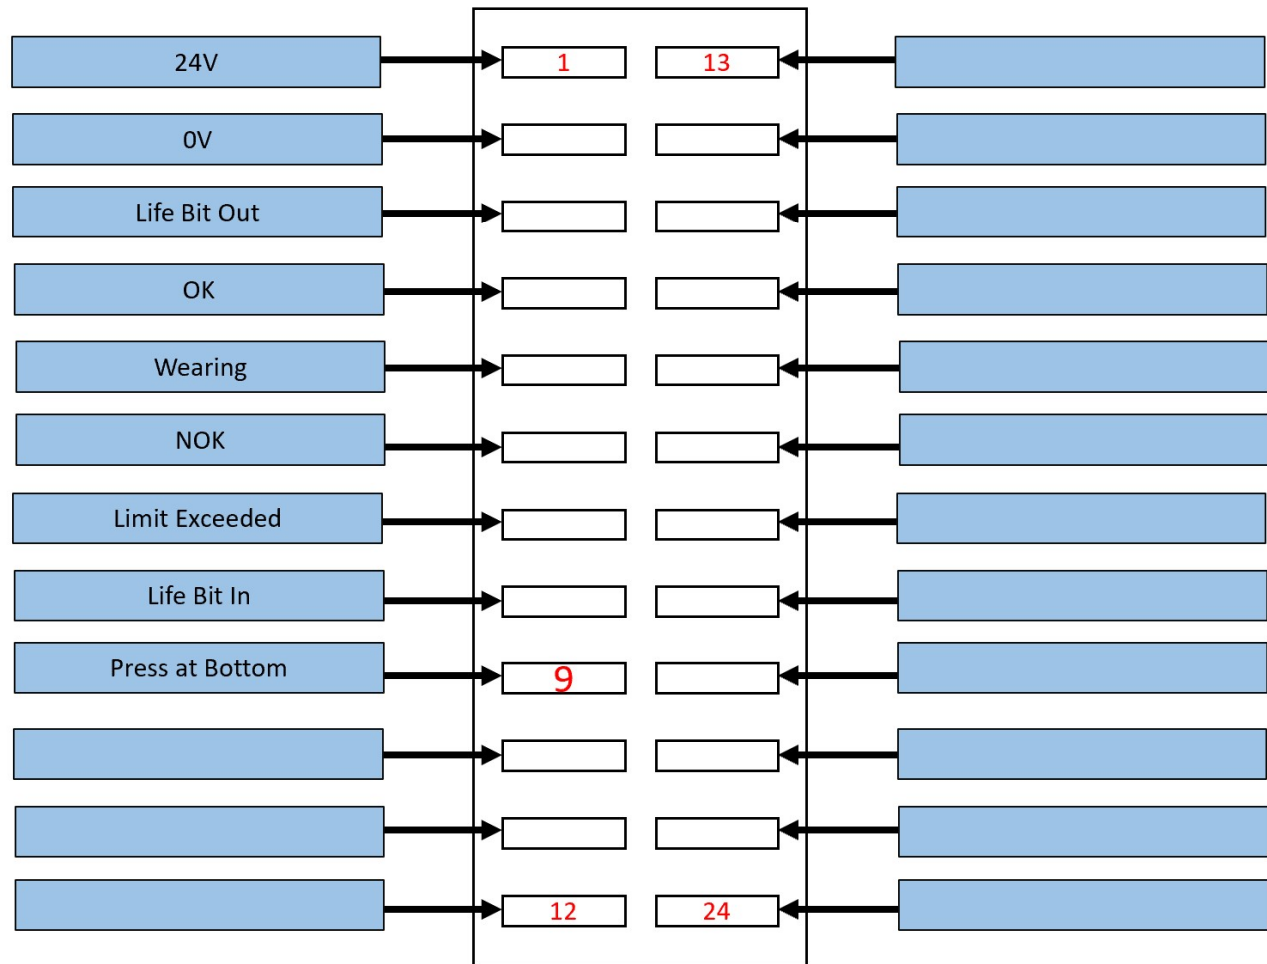 24V 1 13
0V
Life Bit Out
OK
Wearing
NOK
Limit Exceeded
Life Bit In
Press at Bottom 9
12 24